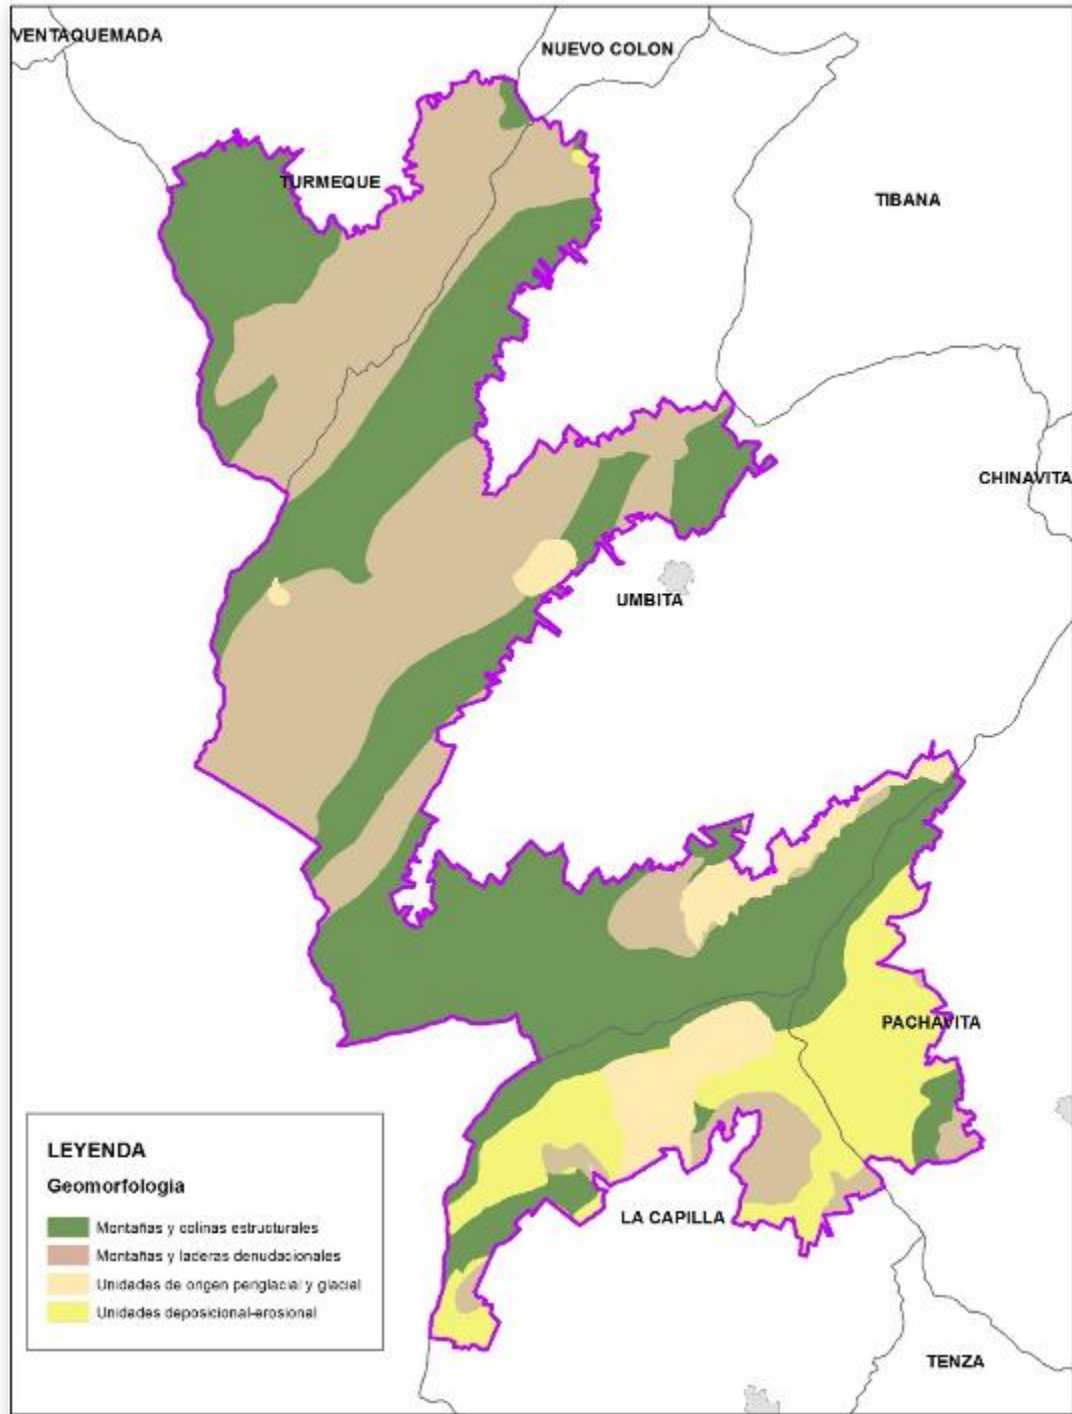 VENTAQUEMADA
NUEVO COLON
TURMEQUE
TIBANA
CHINAVITA
UMBITA
PACHAVITA
LA CAPILLA
TENZA
LEYENDA
Geomorfologia
Montañas y colinas estructurales
Montañas y laderas denudacionales
Unidades de origen periglacial y glacial
Unidades deposicional-erosional